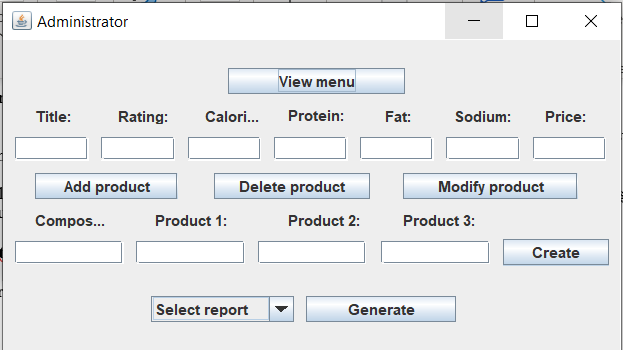 Administrator
View menu
Title: Rating: Calori... Protein: Fat: Sodium: Price:
Add product Delete product Modify product
Compos... Product 1: Product 2: Product 3:
Create
Select report Generate